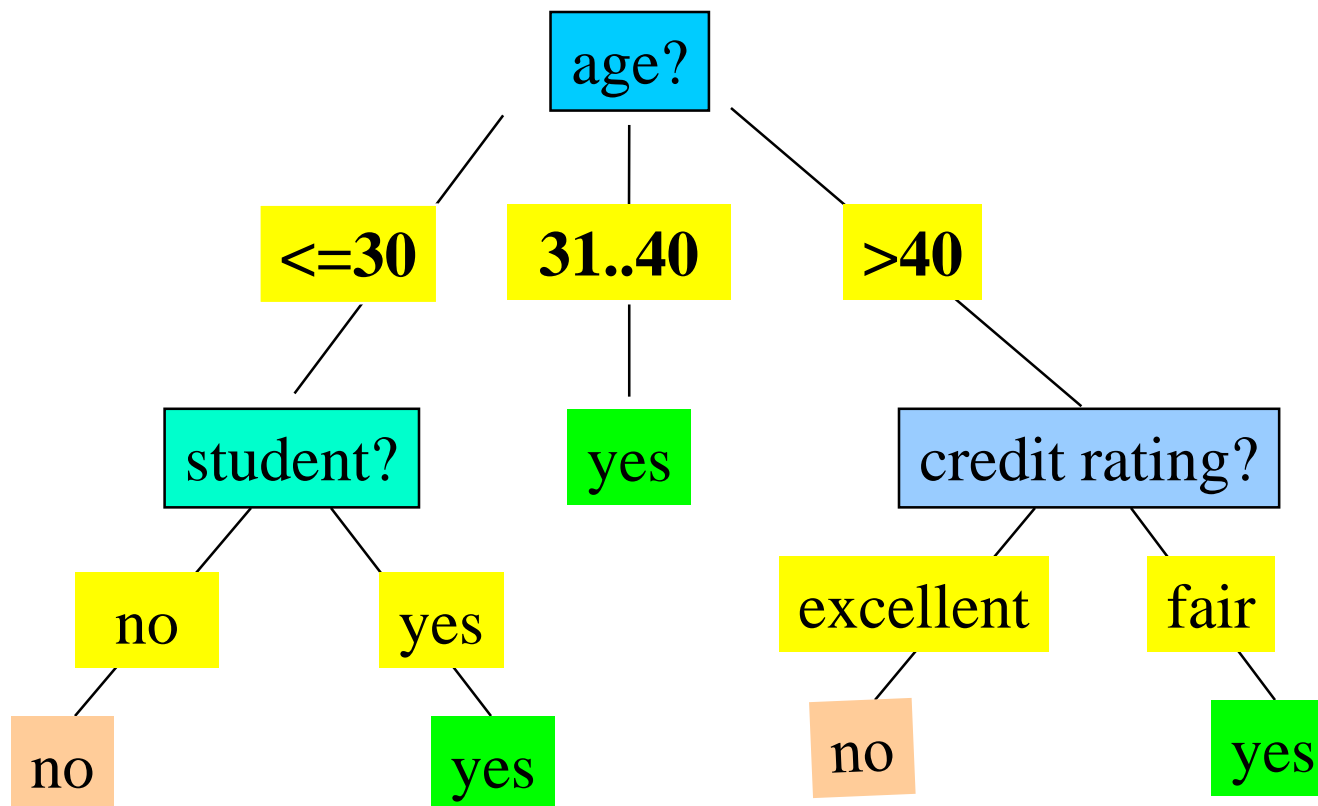 age?
<=30 31..40 >40
student? yes credit rating?
no yes excellent fair
no yes no yes